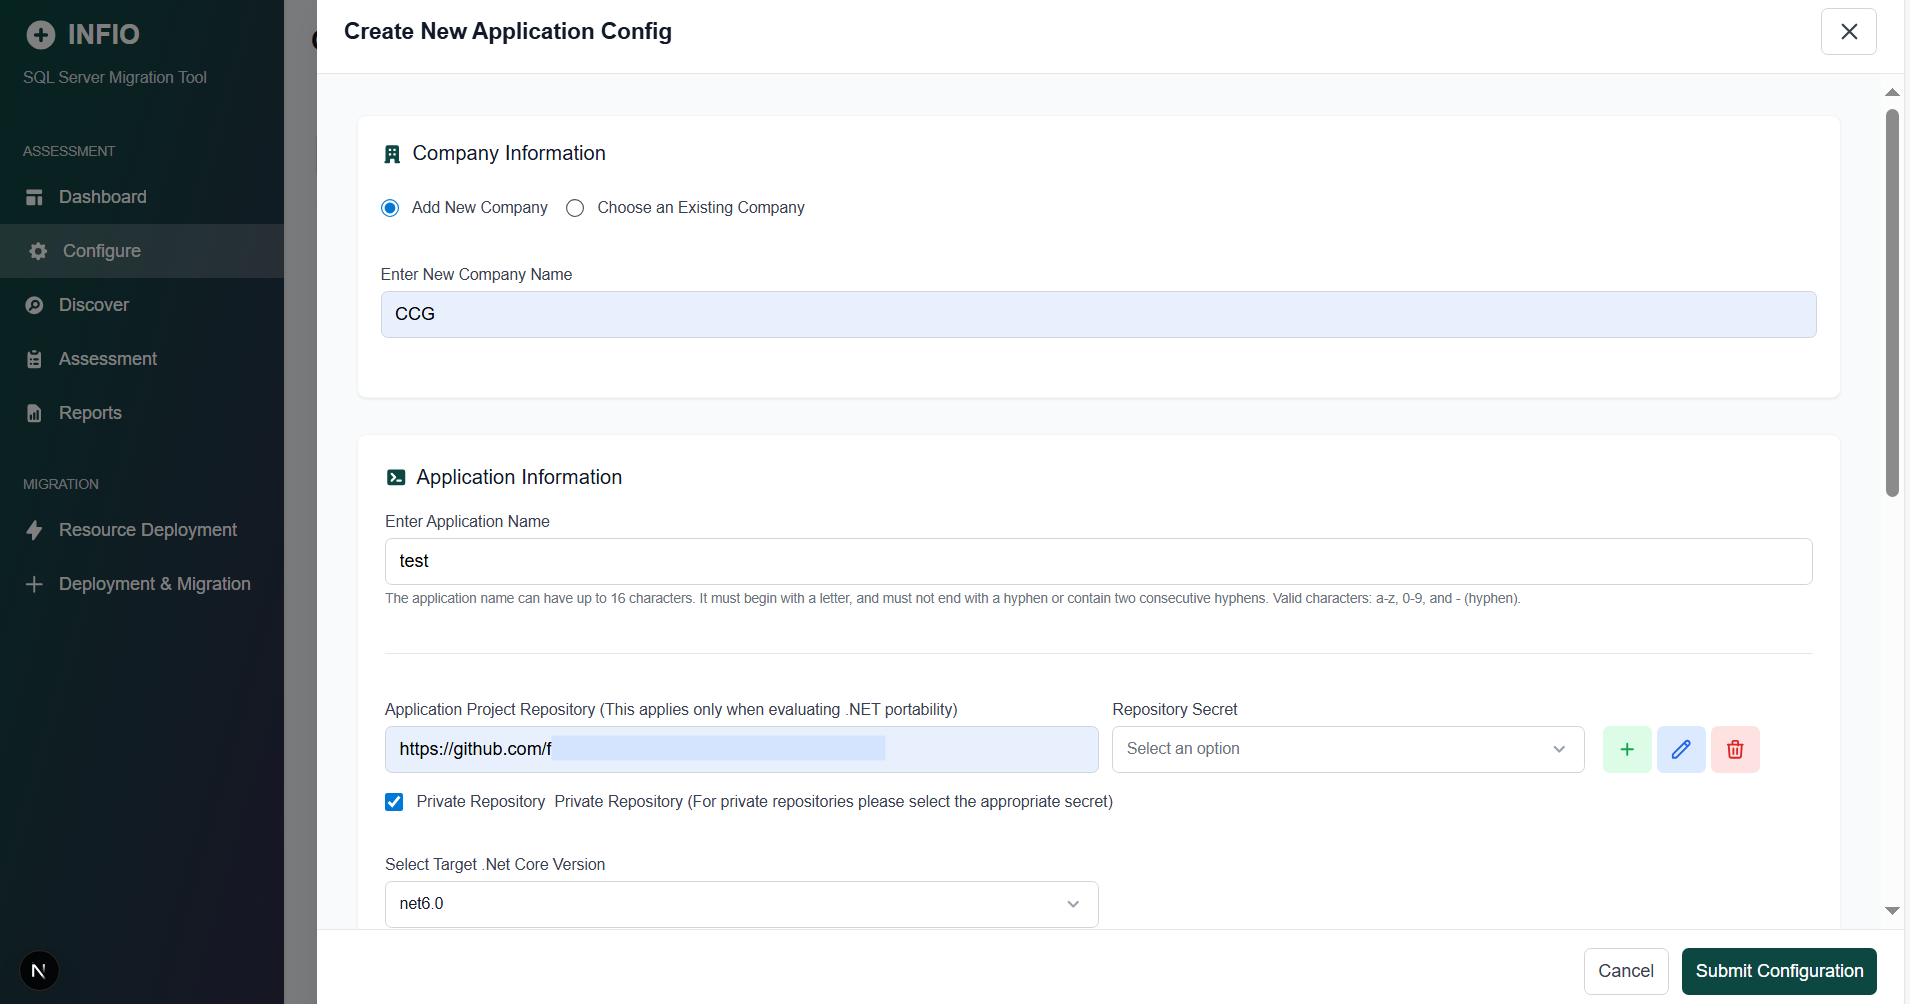 INFIO
SQL Server Migration Tool
ASSESSMENT
Dashboard
Configure
Discover
Assessment
Reports
MIGRATION
Resource Deployment
Deployment & Migration
N
Create New Application Config
Company Information
Add New Company
Choose an Existing Company
Enter New Company Name
CCG
Application Information
Enter Application Name
test
The application name can have up to 16 characters. It must begin with a letter, and must not end with a hyphen or contain two consecutive hyphens. Valid characters: a-z, 0-9, and - (hyphen).
Application Project Repository (This applies only when evaluating .NET portability)
Repository Secret
https://github.com/f
Select an option
Private Repository Private Repository (For private repositories please select the appropriate secret)
Select Target .Net Core Version
net6.0
Cancel
Submit Configuration